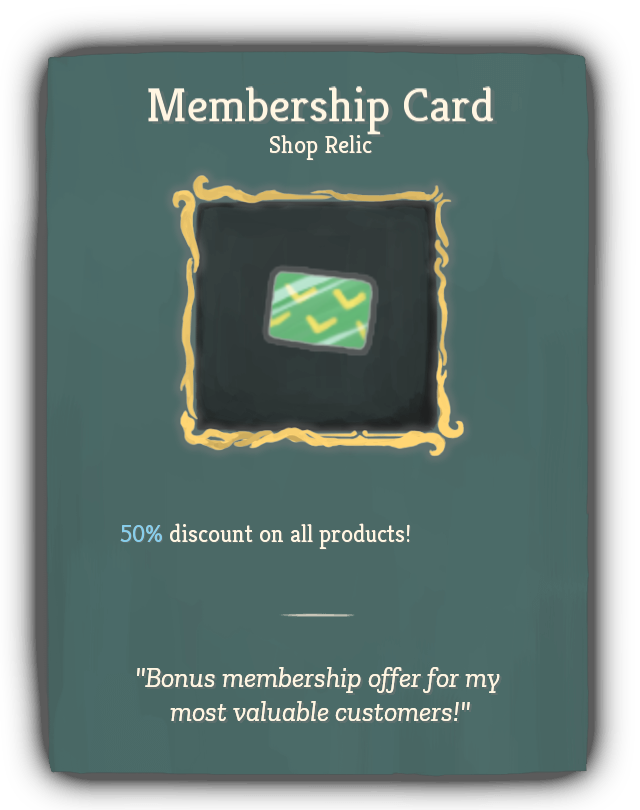 Membership Card
Shop Relic
50% discount on all products!
"Bonus membership offer for my
most valuable customers!"